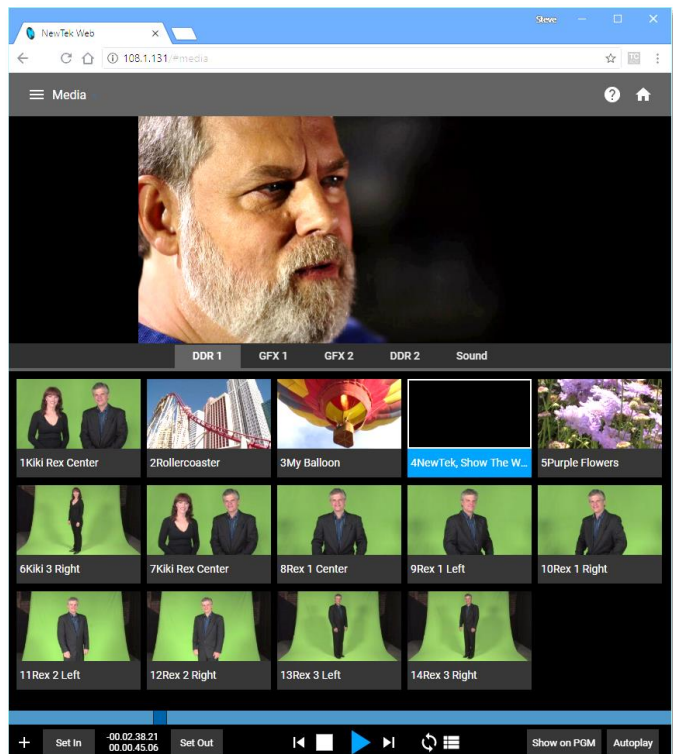 Steve
NewTek Web
108.1.131/#media
Media
DDR 1 GFX 1 GFX 2 DDR 2 Sound
1Kiki Rex Center 2Rollercoaster 3My Balloon 4NewTek, Show The W... 5Purple Flowers
6Kiki 3 Right 7Kiki Rex Center 8Rex 1 Center 9Rex 1 Left 10Rex 1 Right
11Rex 2 Left 12Rex 2 Right 13Rex 3 Left 14Rex 3 Right
Set In -00.02.38.21 Set Out Show on PGM Autoplay
00.00.45.06